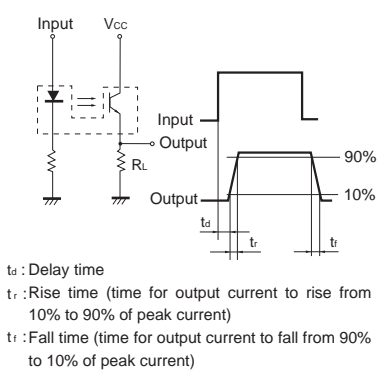 Input
Vcc
Input
Output
RL
90%
Output
10%
td
tr
tf
td : Delay time
tr : Rise time (time for output current to rise from
10% to 90% of peak current)
tf : Fall time (time for output current to fall from 90%
to 10% of peak current)